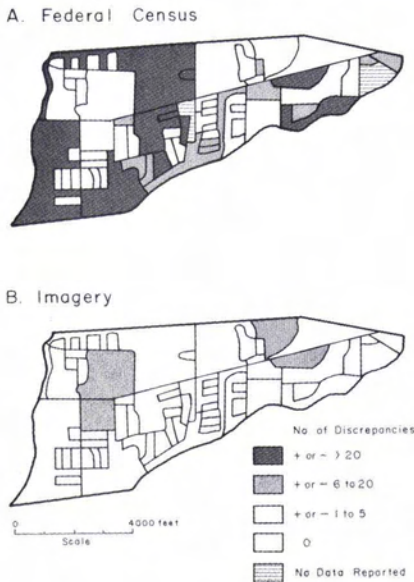 A. Federal Census
B. Imagery
No of Discrepancies
+ or - > 20
+ or - 6 to 20
+ or - 1 to 5
0
No Data Reported
0 4000 feet
Scale